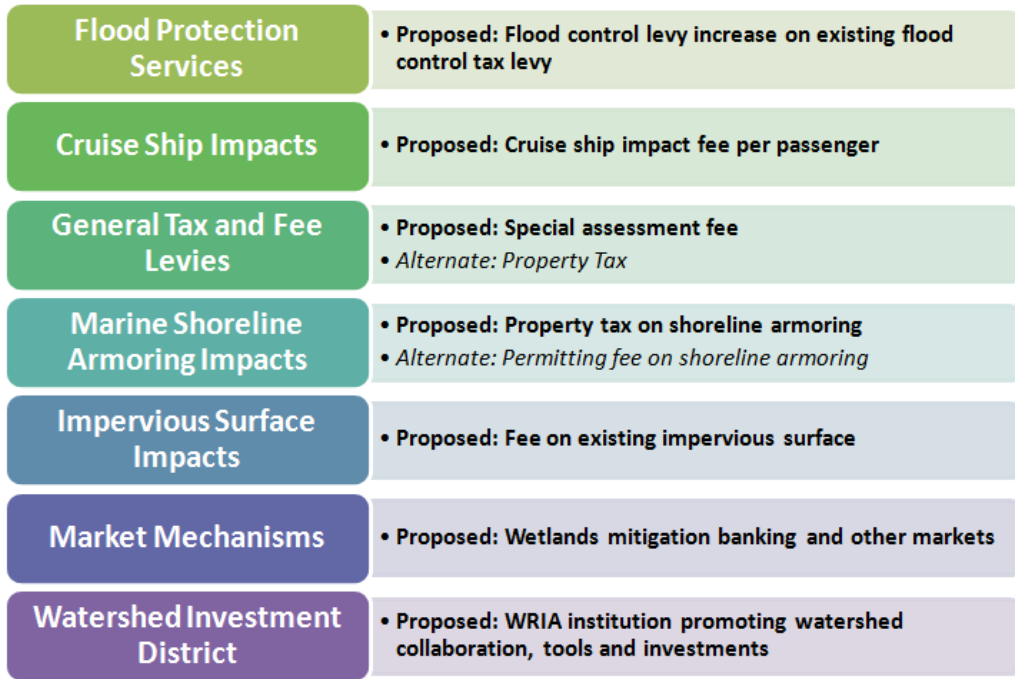 Flood Protection
Services
• Proposed: Flood control levy increase on existing flood
control tax levy
Cruise Ship Impacts
• Proposed: Cruise ship impact fee per passenger
General Tax and Fee
Levies
• Proposed: Special assessment fee
• Alternate: Property Tax
Marine Shoreline
Armoring Impacts
• Proposed: Property tax on shoreline armoring
• Alternate: Permitting fee on shoreline armoring
Impervious Surface
Impacts
• Proposed: Fee on existing impervious surface
Market Mechanisms
• Proposed: Wetlands mitigation banking and other markets
Watershed Investment
District
• Proposed: WRIA institution promoting watershed
collaboration, tools and investments